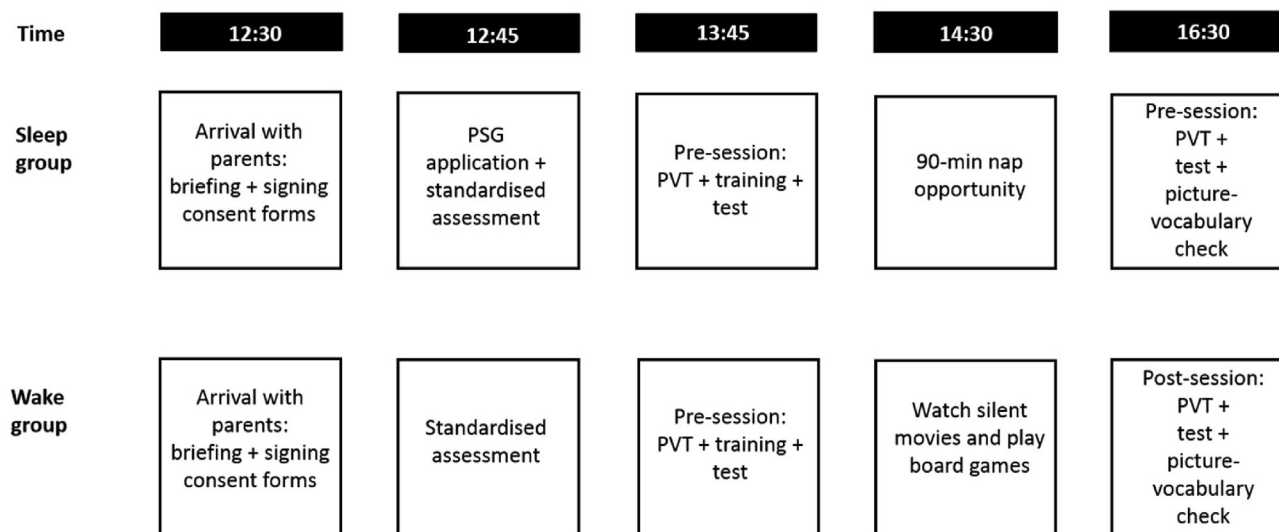 Time
12:30
12:45
13:45
14:30
16:30
Sleep
group
Arrival with
parents:
briefing + signing
consent forms
PSG
application +
standardised
assessment
Pre-session:
PVT + training +
test
90-min nap
opportunity
Pre-session:
PVT +
test +
picture-
vocabulary
check
Wake
group
Arrival with
parents:
briefing + signing
consent forms
Standardised
assessment
Pre-session:
PVT + training +
test
Watch silent
movies and play
board games
Post-session:
PVT +
test +
picture-
vocabulary
check